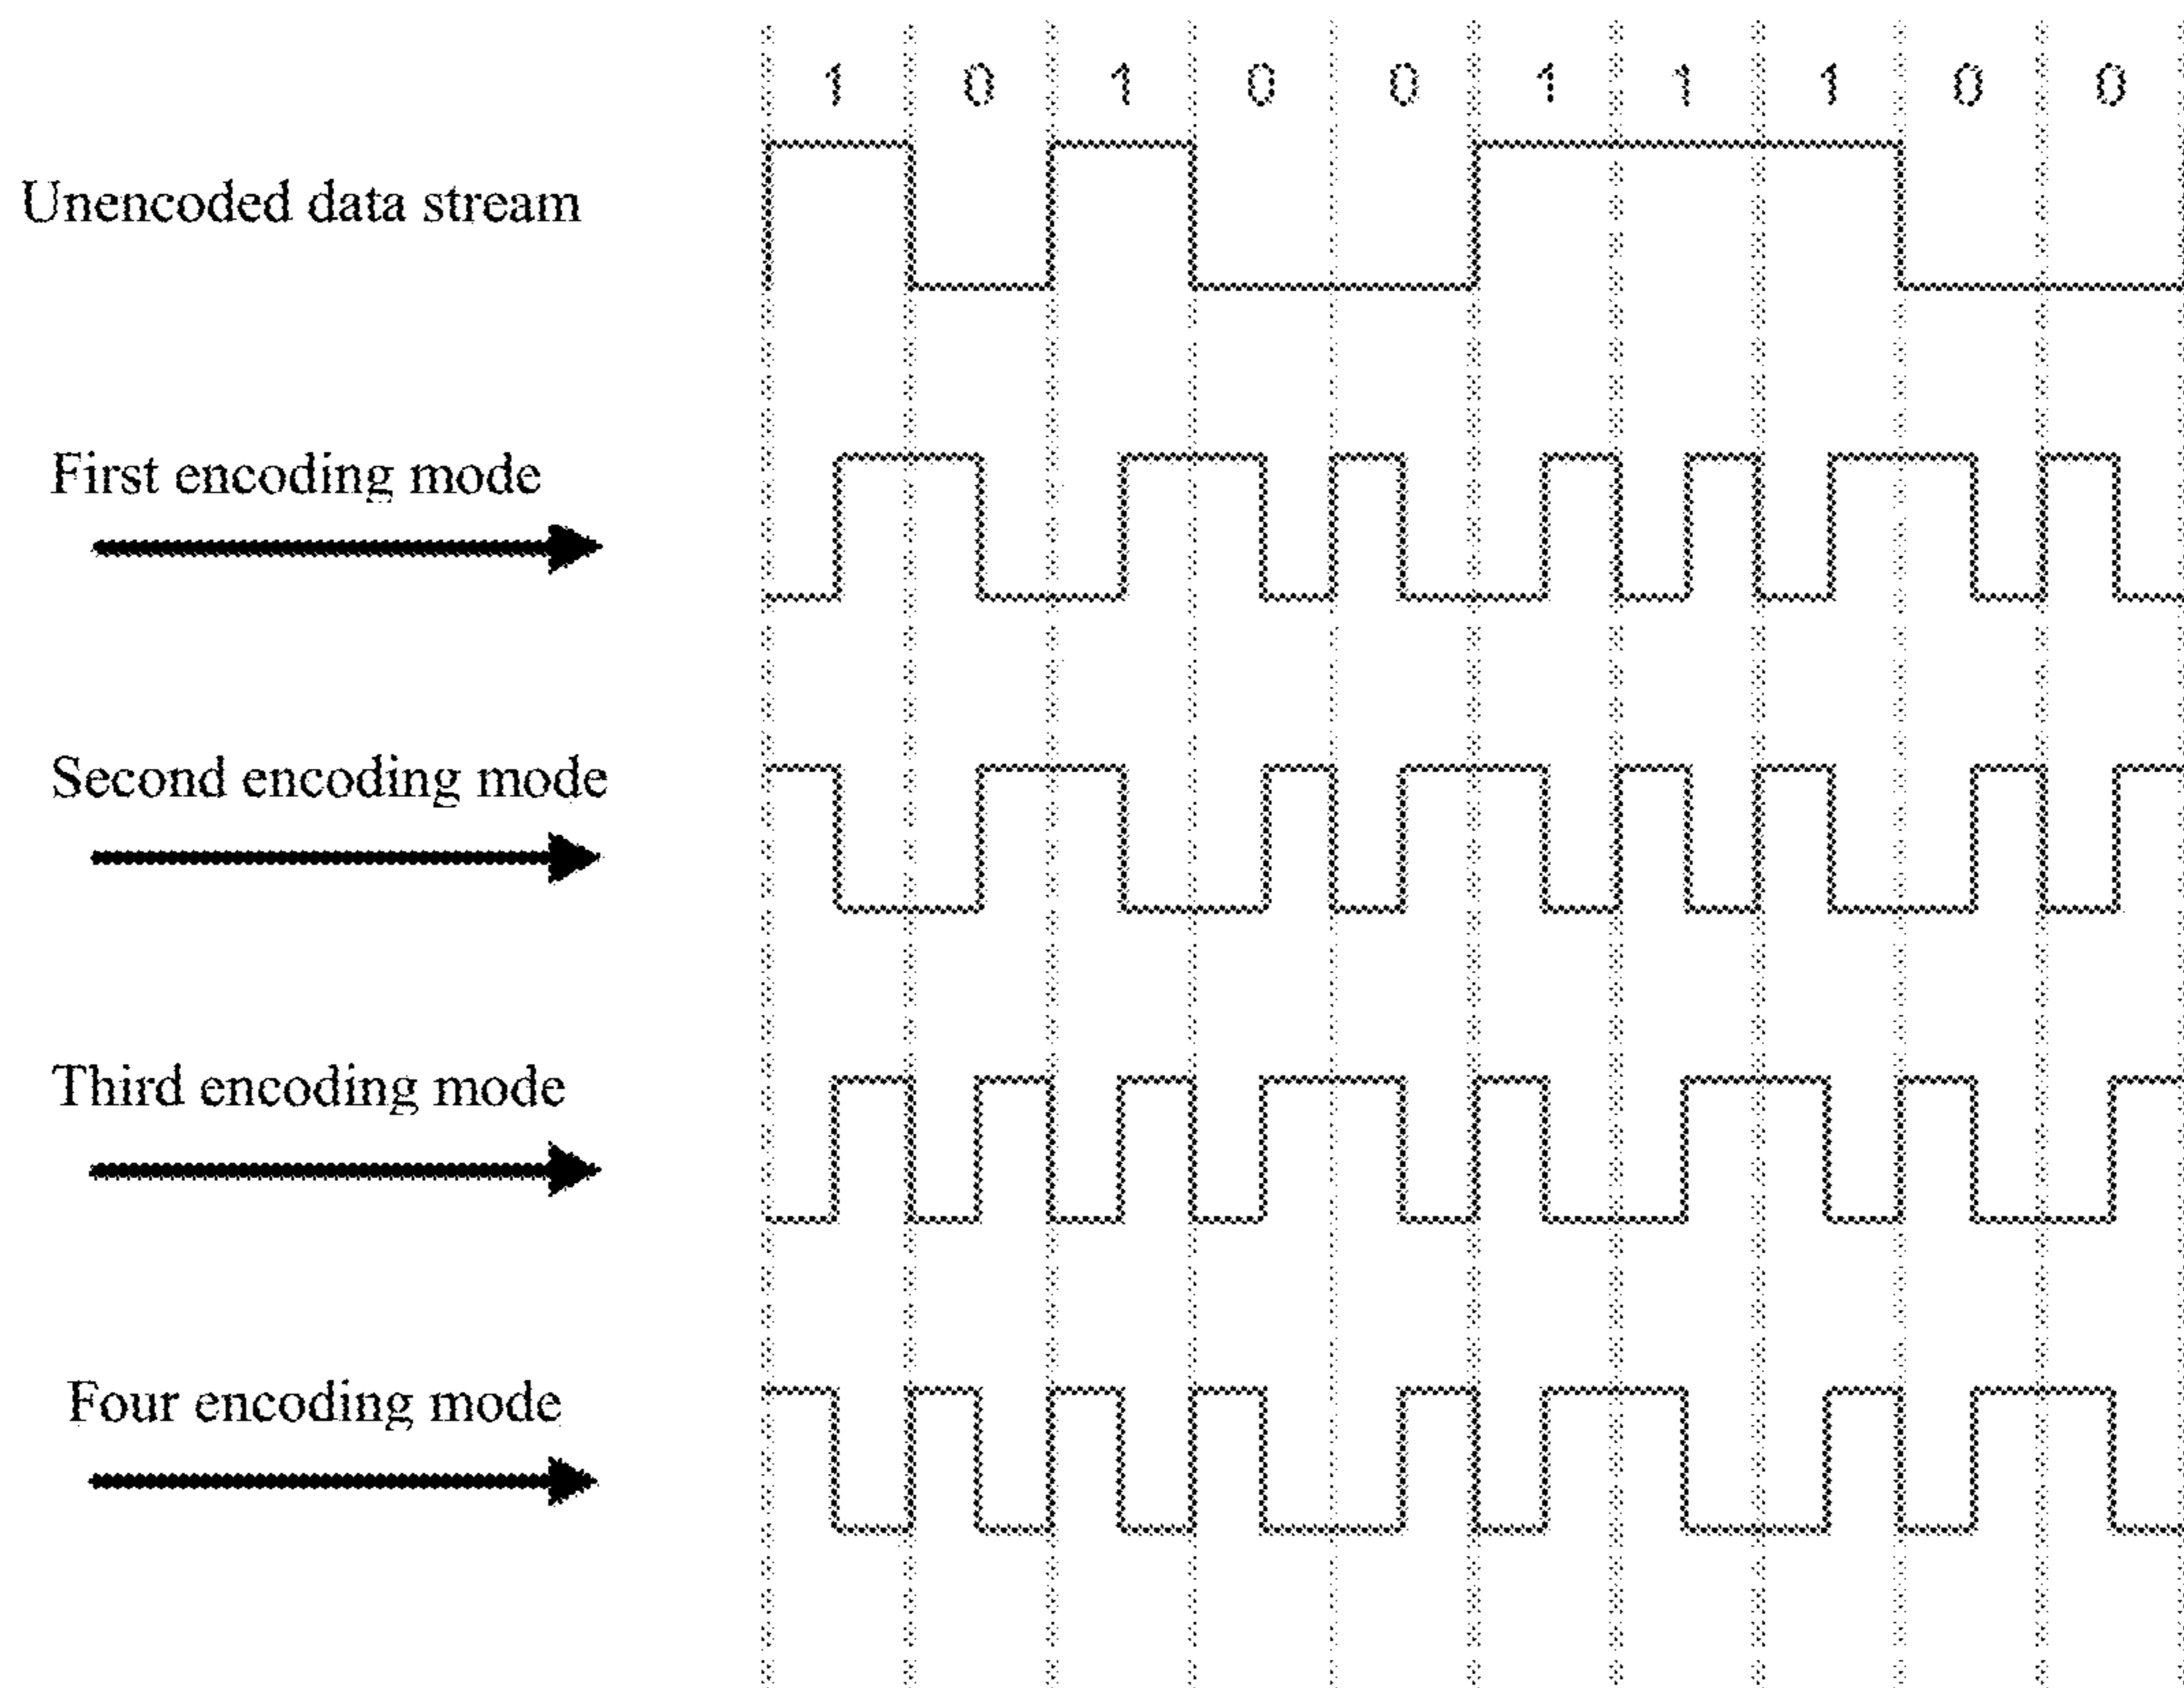 1 0 1 0 0 1 1 1 0 0
Unencoded data stream
First encoding mode
Second encoding mode
Third encoding mode
Four encoding mode